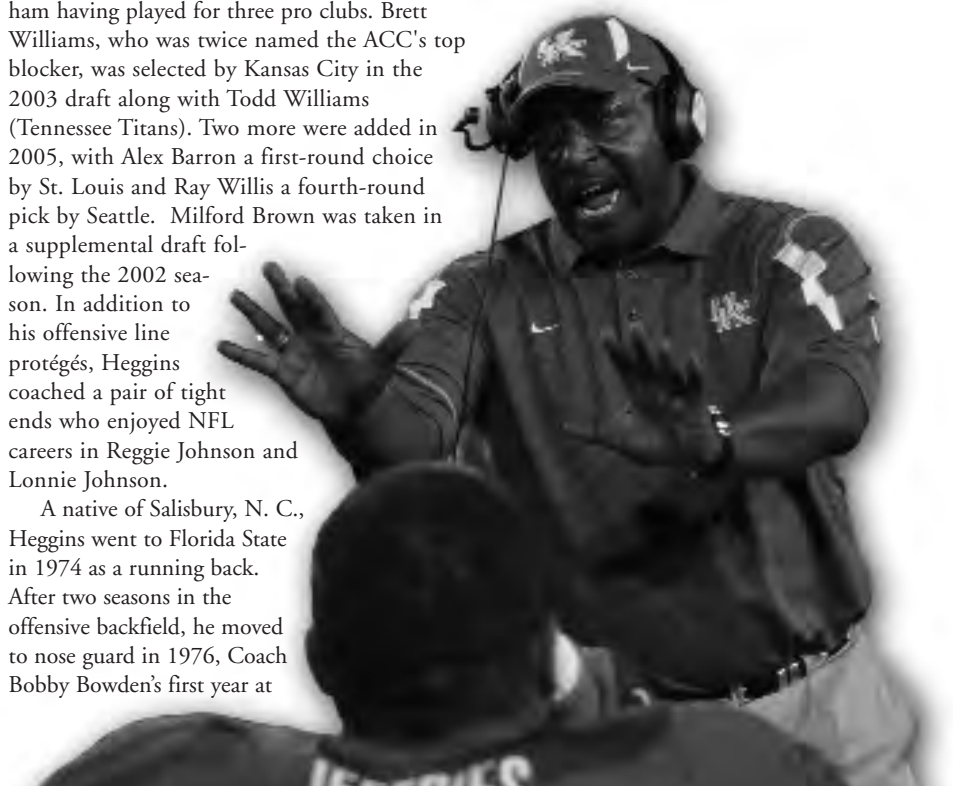 ham having played for three pro clubs. Brett
Williams, who was twice named the ACC's top
blocker, was selected by Kansas City in the
2003 draft along with Todd Williams
(Tennessee Titans). Two more were added in
2005, with Alex Barron a first-round choice
by St. Louis and Ray Willis a fourth-round
pick by Seattle. Milford Brown was taken in
a supplemental draft fol-
lowing the 2002 sea-
son. In addition to
his offensive line
protégés, Heggins
coached a pair of tight
ends who enjoyed NFL
careers in Reggie Johnson and
Lonnie Johnson.
A native of Salisbury, N. C.,
Heggins went to Florida State
in 1974 as a running back.
After two seasons in the
offensive backfield, he moved
to nose guard in 1976, Coach
Bobby Bowden's first year at
UK
UK